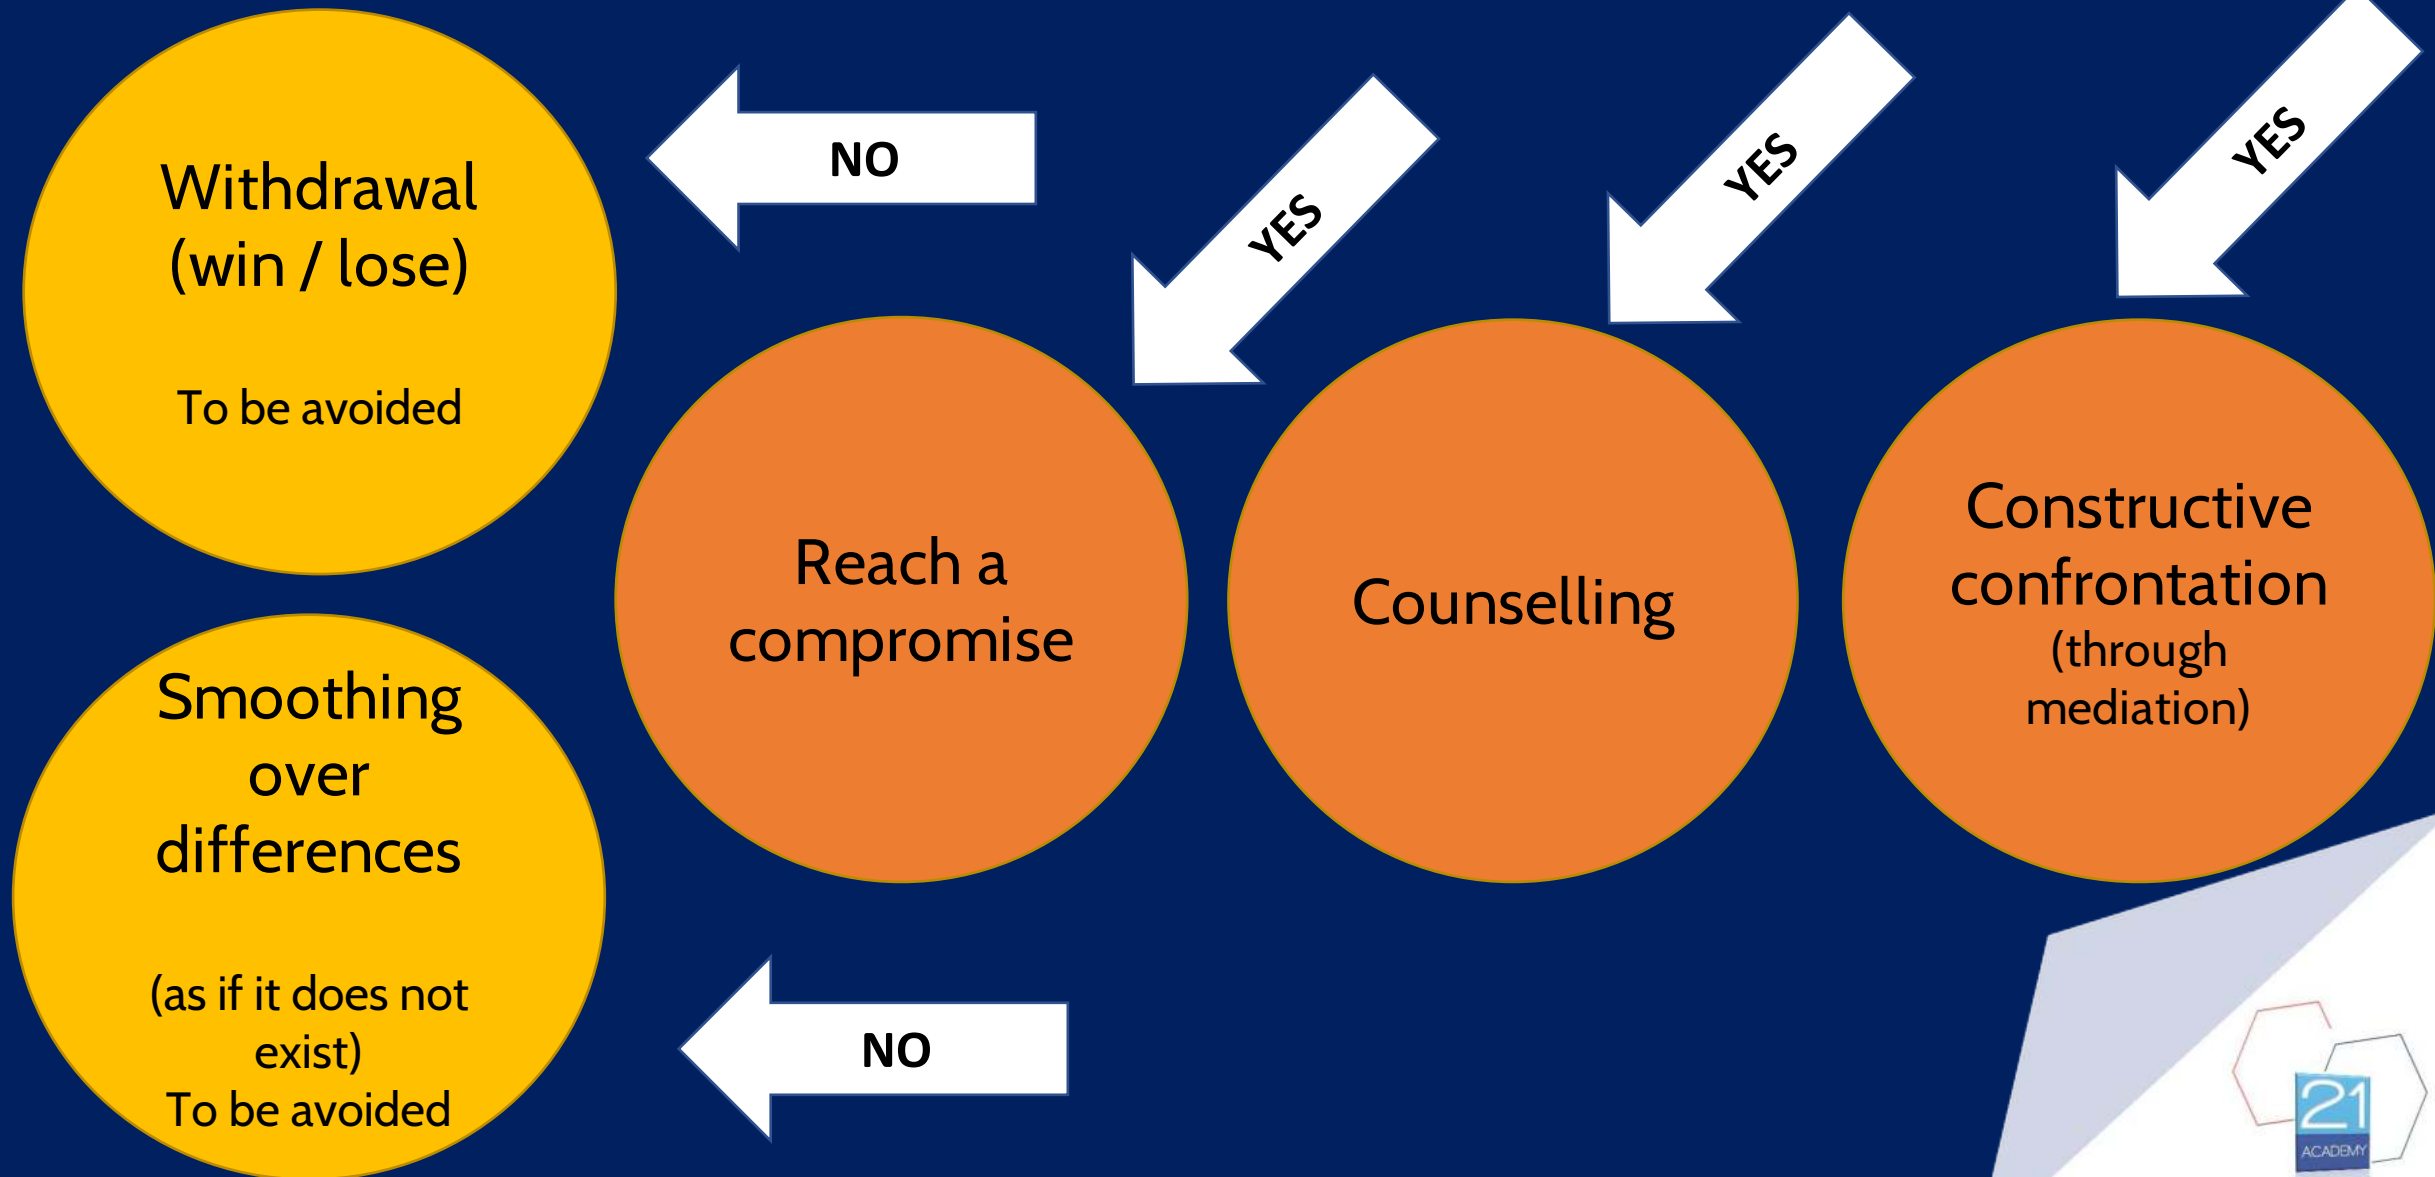 Withdrawal
(win / lose)
To be avoided
NO
YES
YES
YES
Smoothing
over
differences
(as if it does not
exist)
To be avoided
Reach a
compromise
Counselling
Constructive
confrontation
(through
mediation)
NO
21
ACADEMY